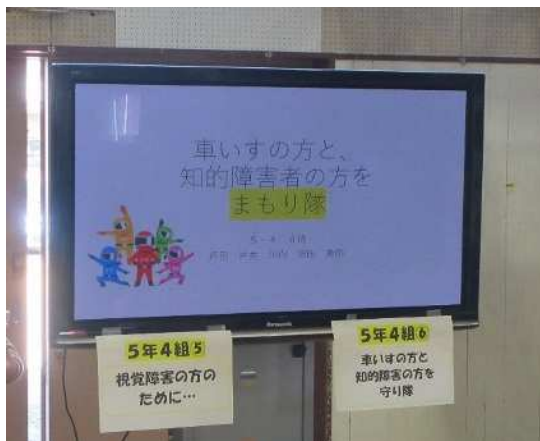 車いすの方と、
知的障害者の方を
まもり隊
Panasonic
5年4組5
視覚障害の方の
ために…
5年4組6
車いすの方と
知的障害の方を
守り隊